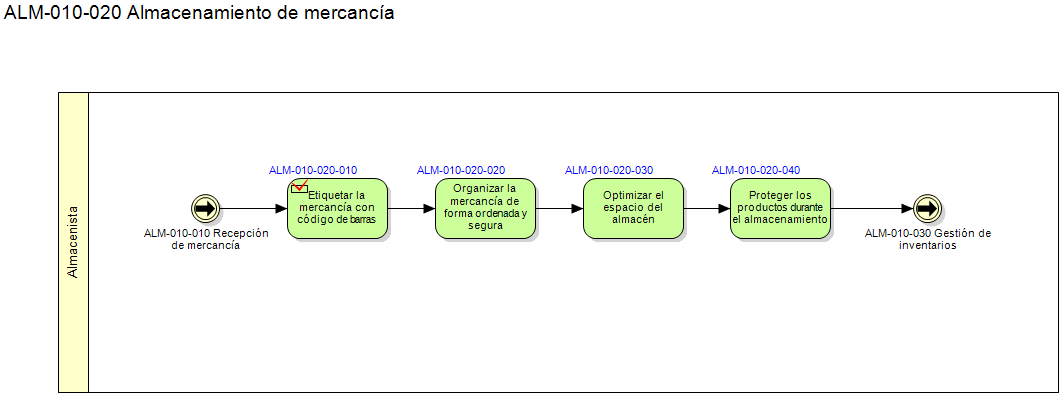 ALM-010-020 Almacenamiento de mercancía
Almacenista
ALM-010-010 Recepción
de mercancía
ALM-010-020-010
Etiquetar la
mercancía con
código de barras
ALM-010-020-020
Organizar la
mercancía de
forma ordenada y
segura
ALM-010-020-030
Optimizar el
espacio del
almacén
ALM-010-020-040
Proteger los
productos durante
el almacenamiento
ALM-010-030 Gestión de
inventarios